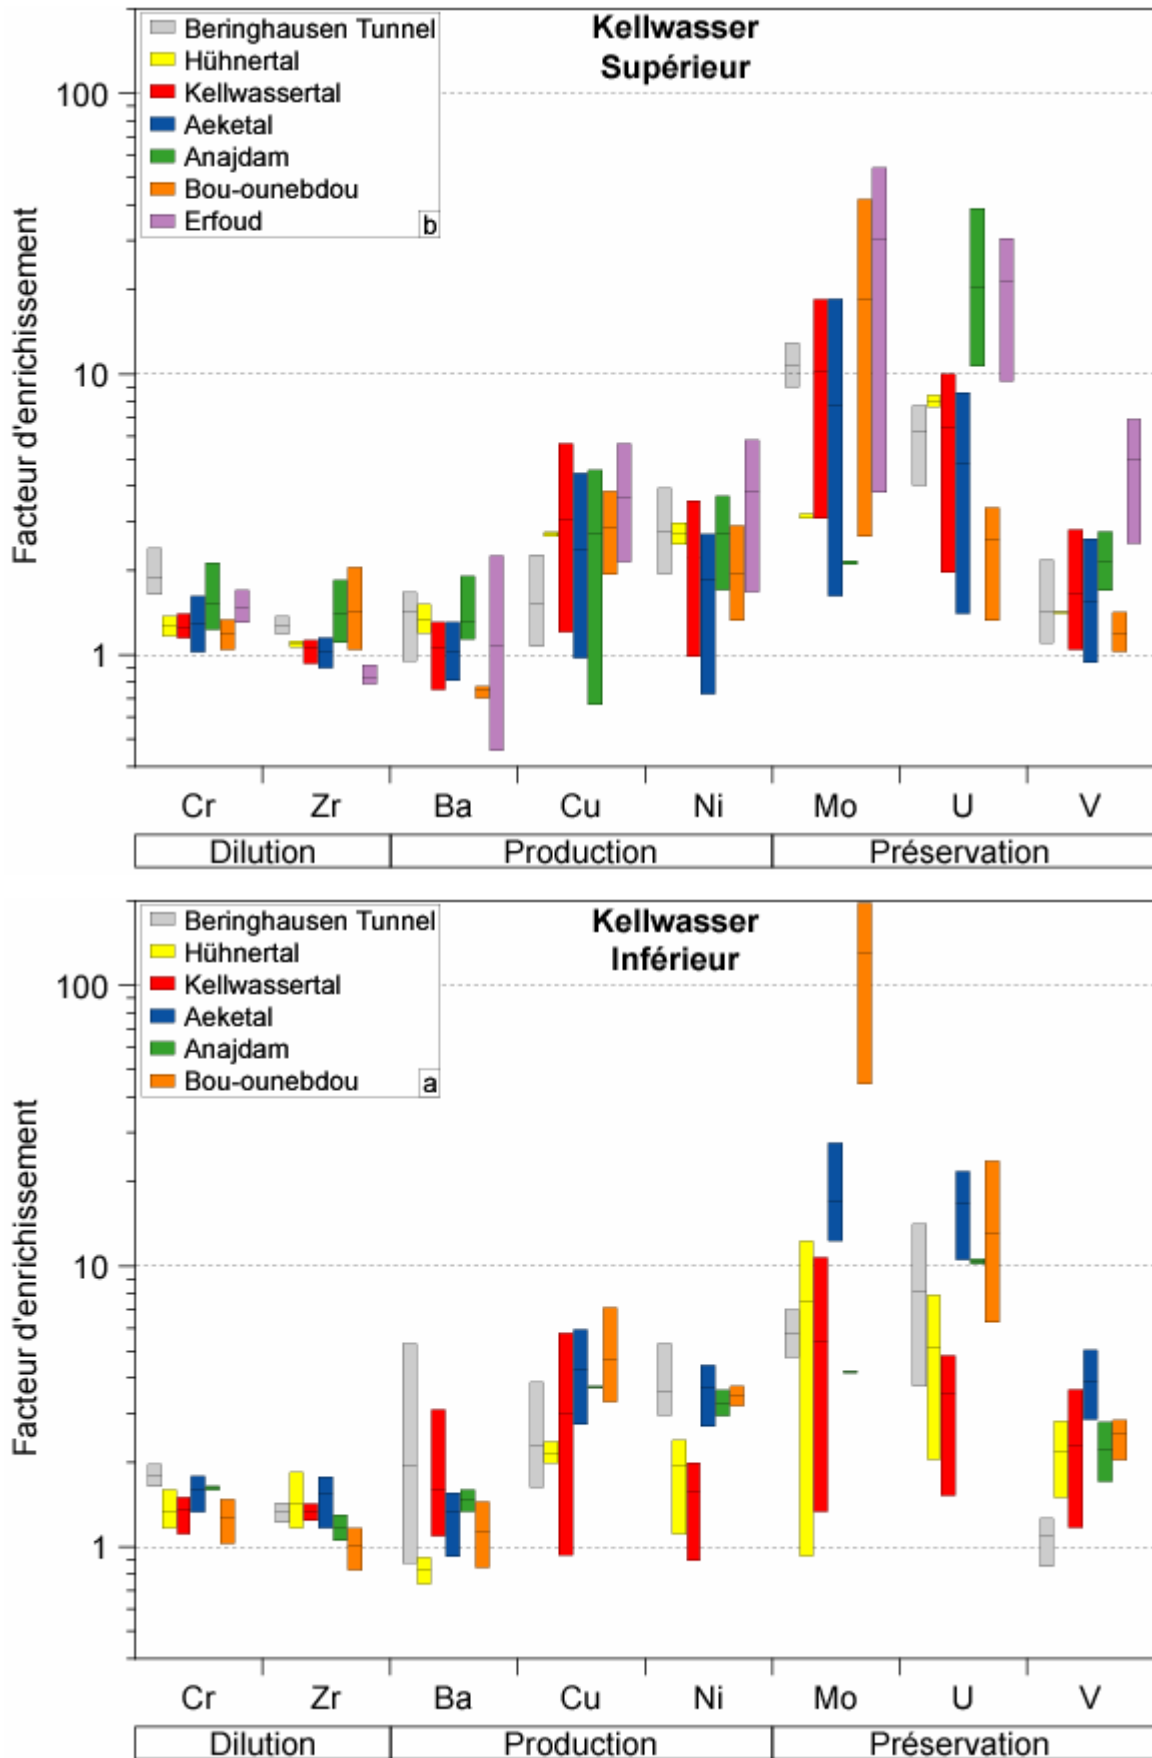 Kellwasser
Supérieur
Beringhausen Tunnel
Hühnertal
Kellwassertal
Aeketal
Anajdam
Bou-ounebdou
Erfoud
b
Facteur d'enrichissement
100
10
1
Cr Zr Ba Cu Ni Mo U V
Dilution Production Préservation
Kellwasser
Inférieur
Beringhausen Tunnel
Hühnertal
Kellwassertal
Aeketal
Anajdam
Bou-ounebdou
a
Facteur d'enrichissement
100
10
1
Cr Zr Ba Cu Ni Mo U V
Dilution Production Préservation